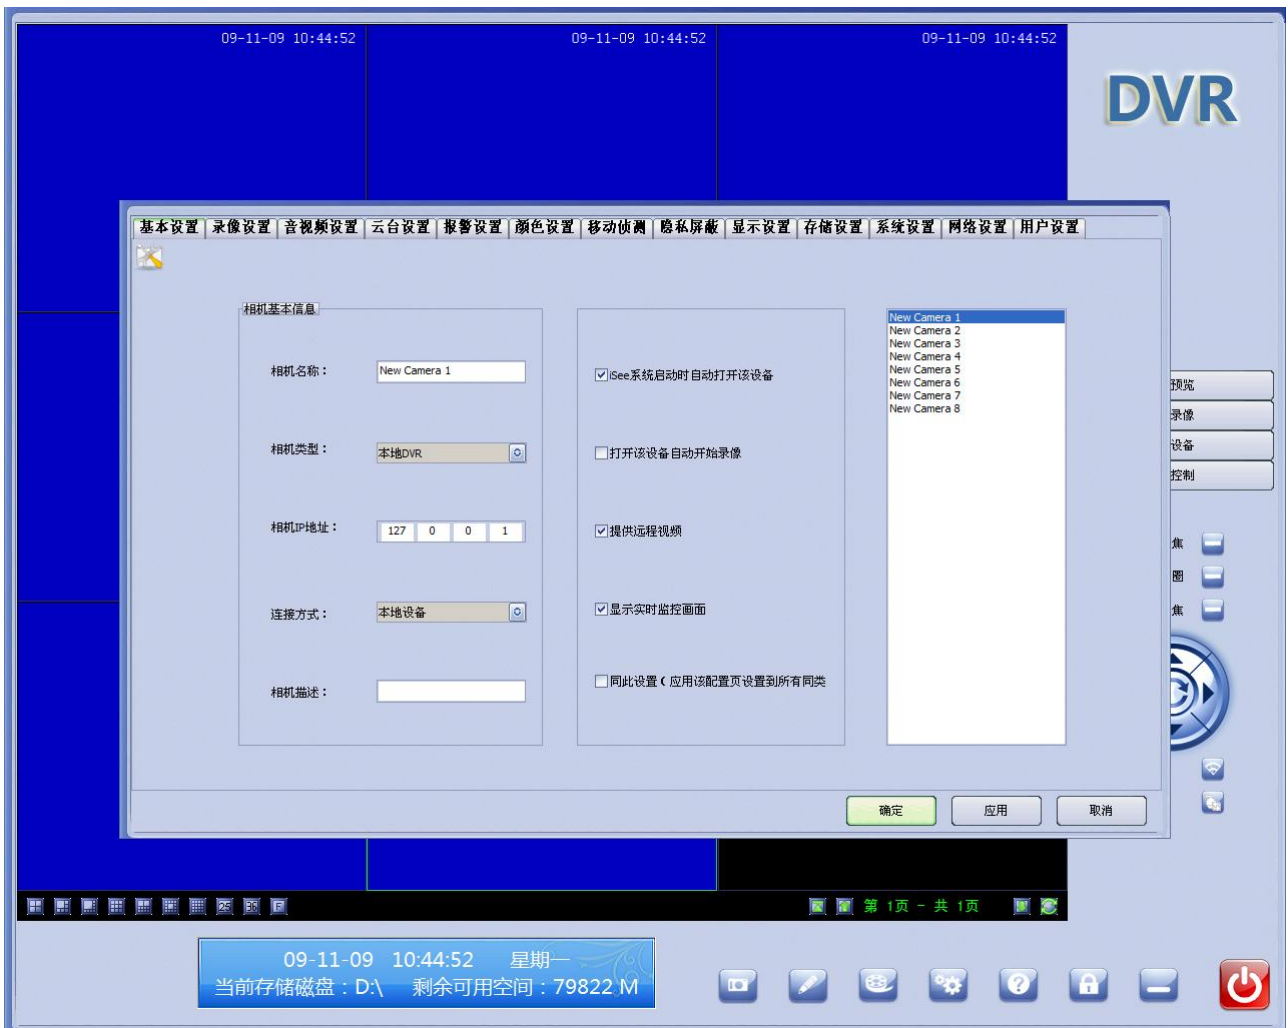 09-11-09 10:44:52
09-11-09 10:44:52
09-11-09 10:44:52
DVR
基本设置 录像设置 音视频设置 云台设置 报警设置 颜色设置 移动侦测 隐私屏蔽 显示设置 存储设置 系统设置 网络设置 用户设置
相机基本信息
相机名称： New Camera 1
相机类型： 本地DVR
相机IP地址： 127 0 0 1
连接方式： 本地设备
相机描述：
iSee系统启动时自动打开该设备
打开该设备自动开始录像
提供远程视频
显示实时监控画面
同此设置（应用该配置页设置到所有同类
New Camera 1
New Camera 2
New Camera 3
New Camera 4
New Camera 5
New Camera 6
New Camera 7
New Camera 8
预览
录像
设备
控制
焦
圈
焦
确定 应用 取消
25 36 F
第 1页 - 共 1页
09-11-09 10:44:52 星期一
当前存储磁盘：D:\ 剩余可用空间：79822 M